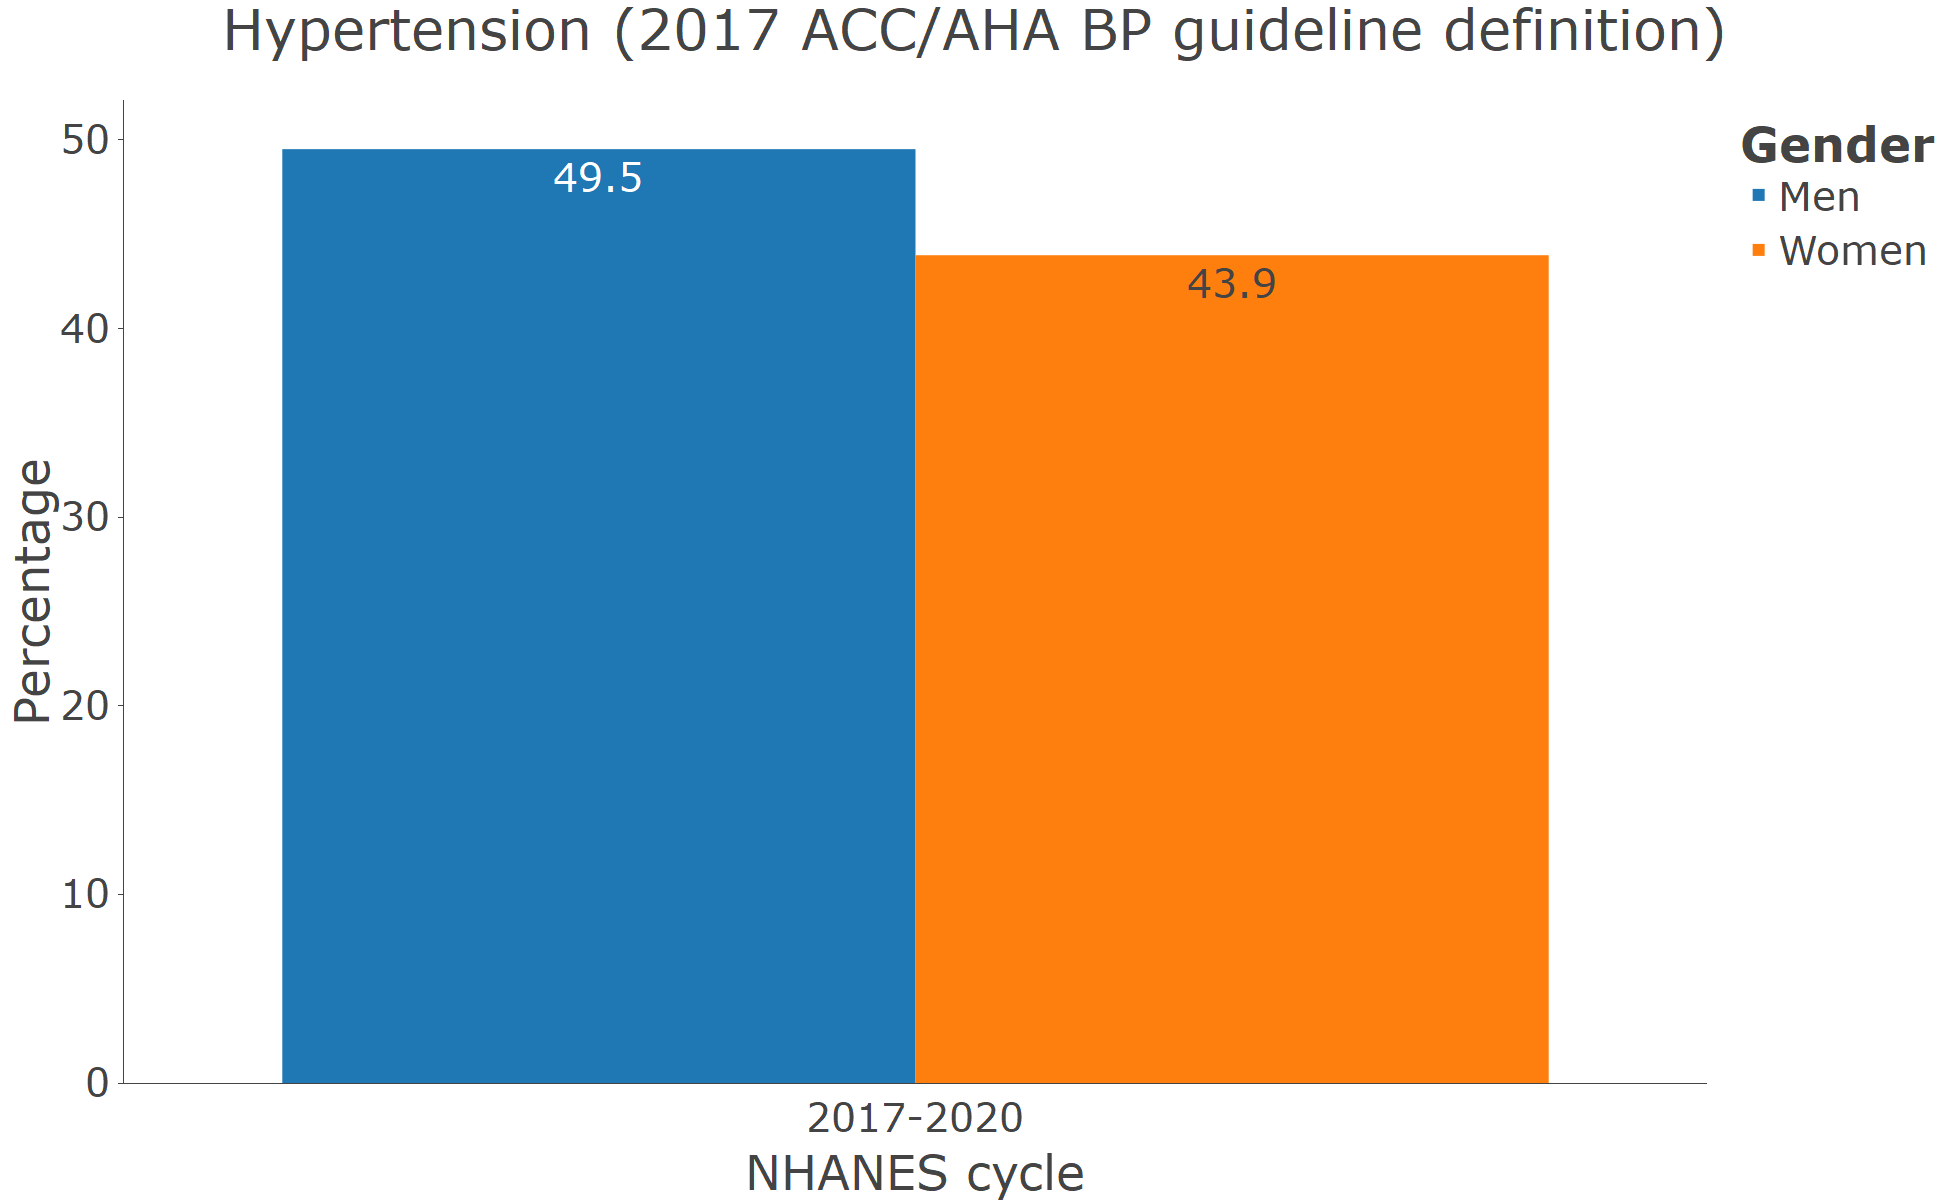 Hypertension (2017 ACC/AHA BP guideline definition)
Percentage
50
40
30
20
10
0
49.5
43.9
2017-2020
NHANES cycle
Gender
Men
Women